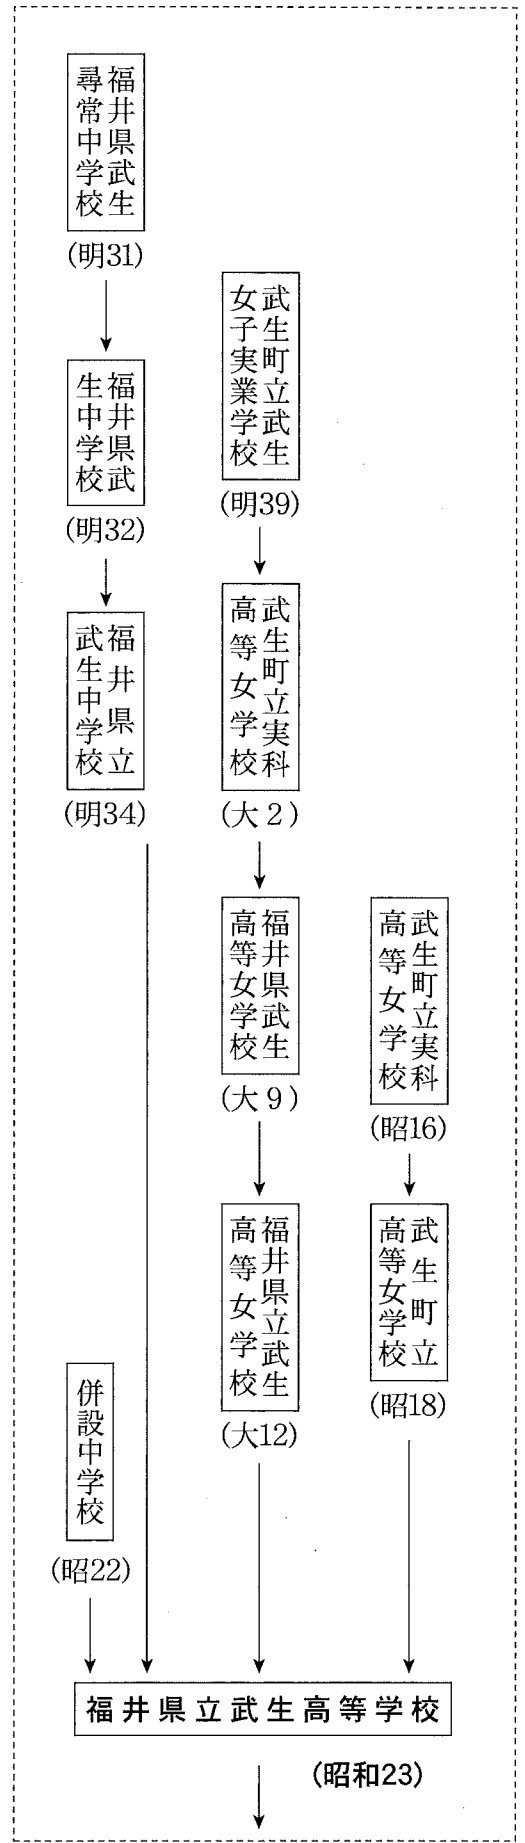 福井県武生
尋常中学校
(明31)
福井県武
生中学校
(明32)
福井県立
武生中学校
(明34)
武生町立武生
女子実業学校
(明39)
武生町立実科
高等女学校
(大2)
福井県武生
高等女学校
(大9)
福井県立武生
高等女学校
(大12)
武生町立実科
高等女学校
(昭16)
武生町立
高等女学校
(昭18)
併設中学校
(昭22)
福井県立武生高等学校
(昭和23)